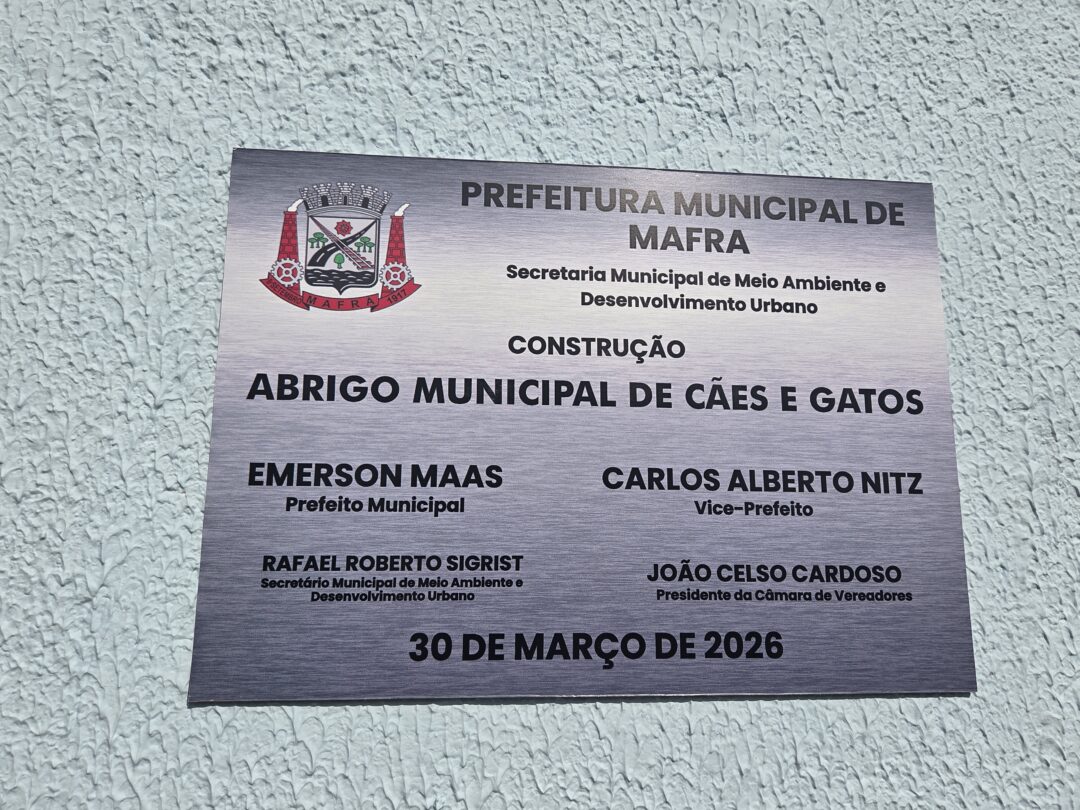 PREFEITURA MUNICIPAL DE
MAFRA
Secretaria Municipal de Meio Ambiente e
Desenvolvimento Urbano
CONSTRUÇÃO
ABRIGO MUNICIPAL DE CÃES E GATOS
EMERSON MAAS
Prefeito Municipal
CARLOS ALBERTO NITZ
Vice-Prefeito
RAFAEL ROBERTO SIGRIST
Secretário Municipal de Meio Ambiente e
Desenvolvimento Urbano
JOÃO CELSO CARDOSO
Presidente da Câmara de Vereadores
30 DE MARÇO DE 2026
MAFRA
1917